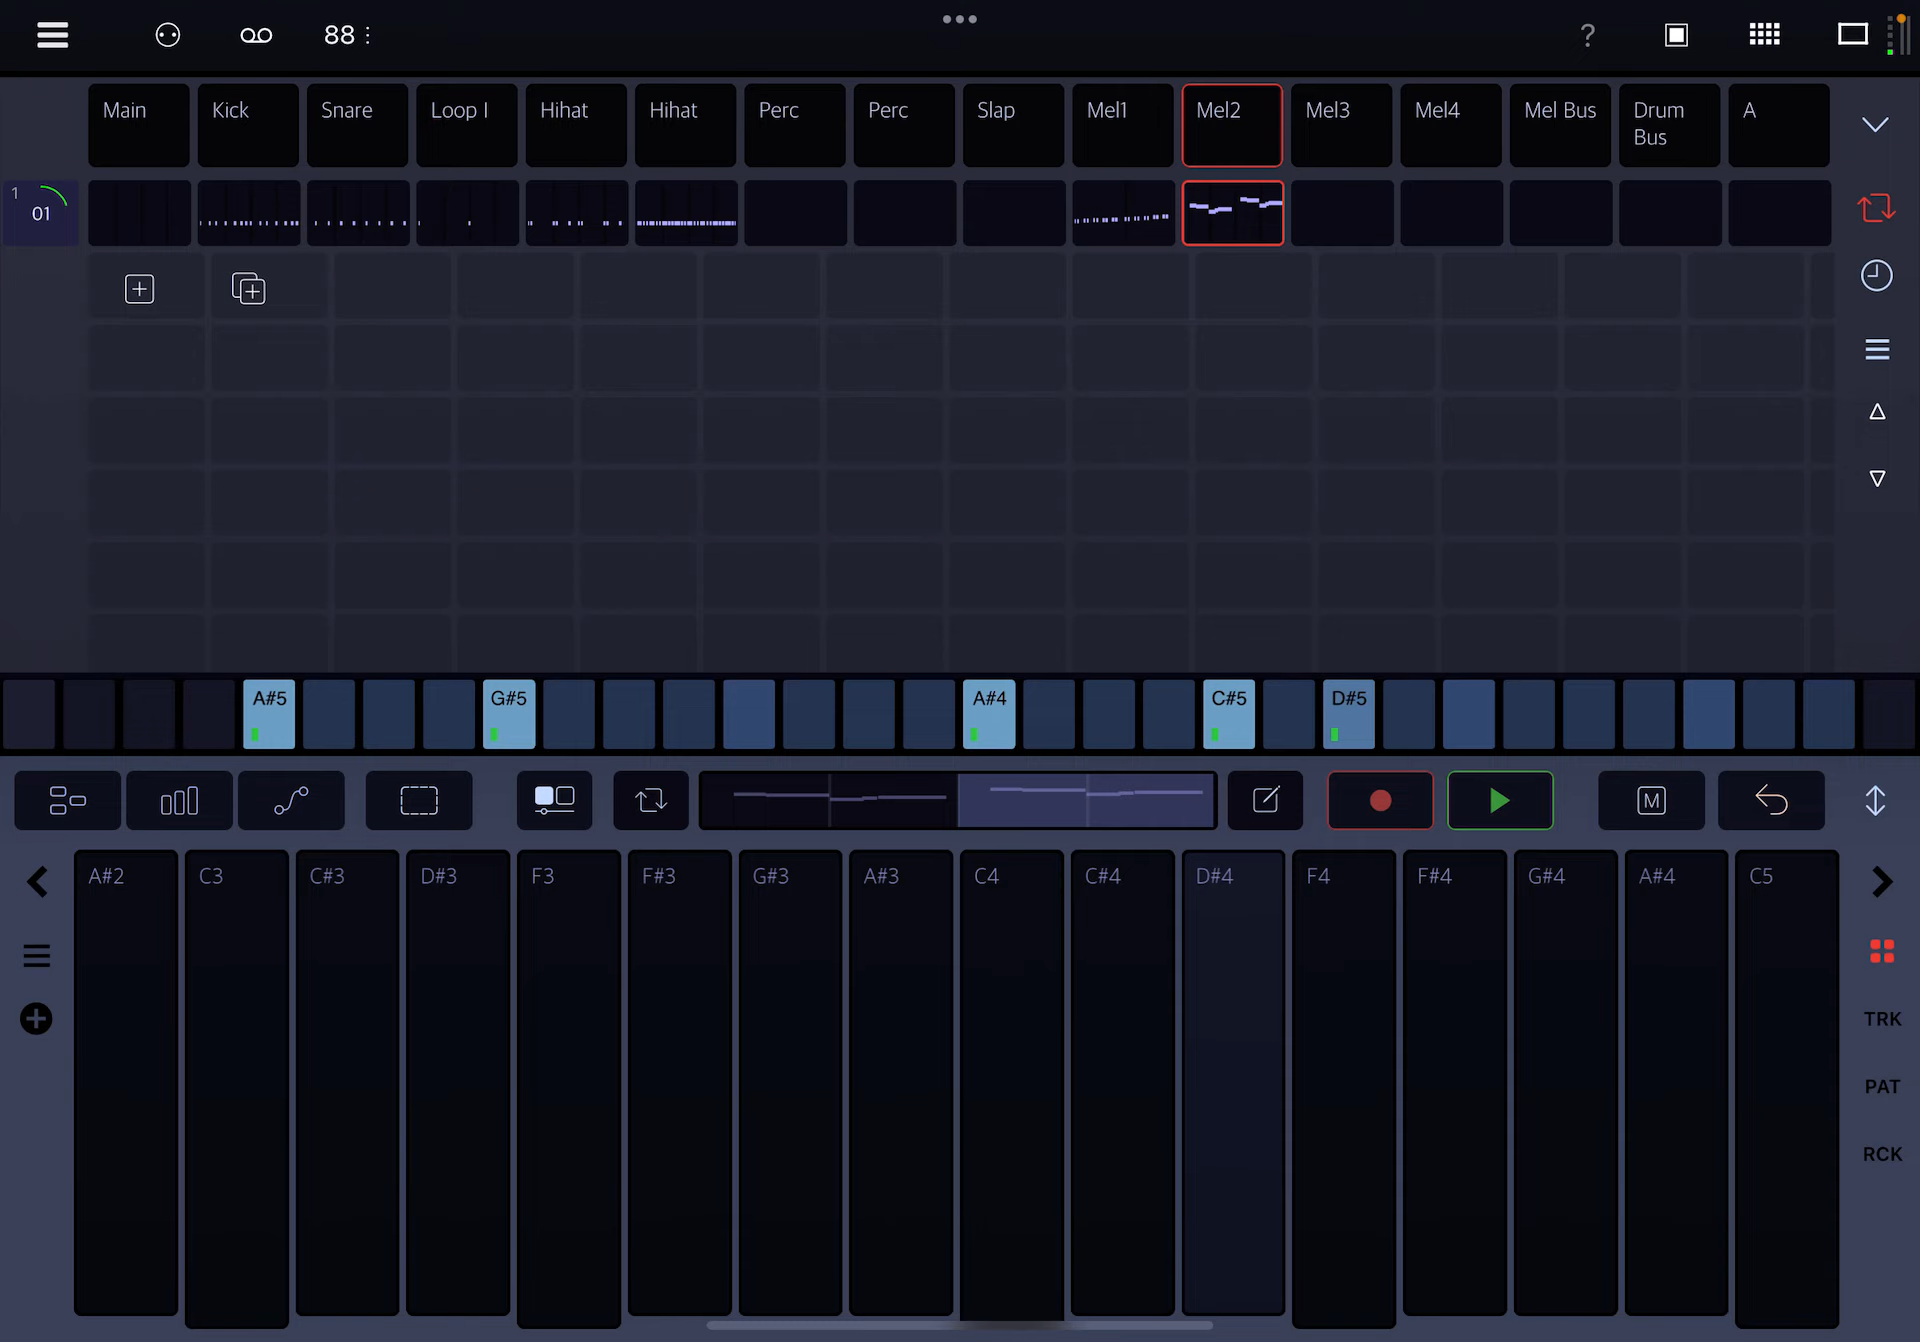 88
?
Main
Kick
Snare
Loop I
Hihat
Hihat
Perc
Perc
Slap
Mel1
Mel2
Mel3
Mel4
Mel Bus
Drum
Bus
A
1
01
A#5
G#5
A#4
C#5
D#5
M
A#2
C3
C#3
D#3
F3
F#3
G#3
A#3
C4
C#4
D#4
F4
F#4
G#4
A#4
C5
TRK
PAT
RCK